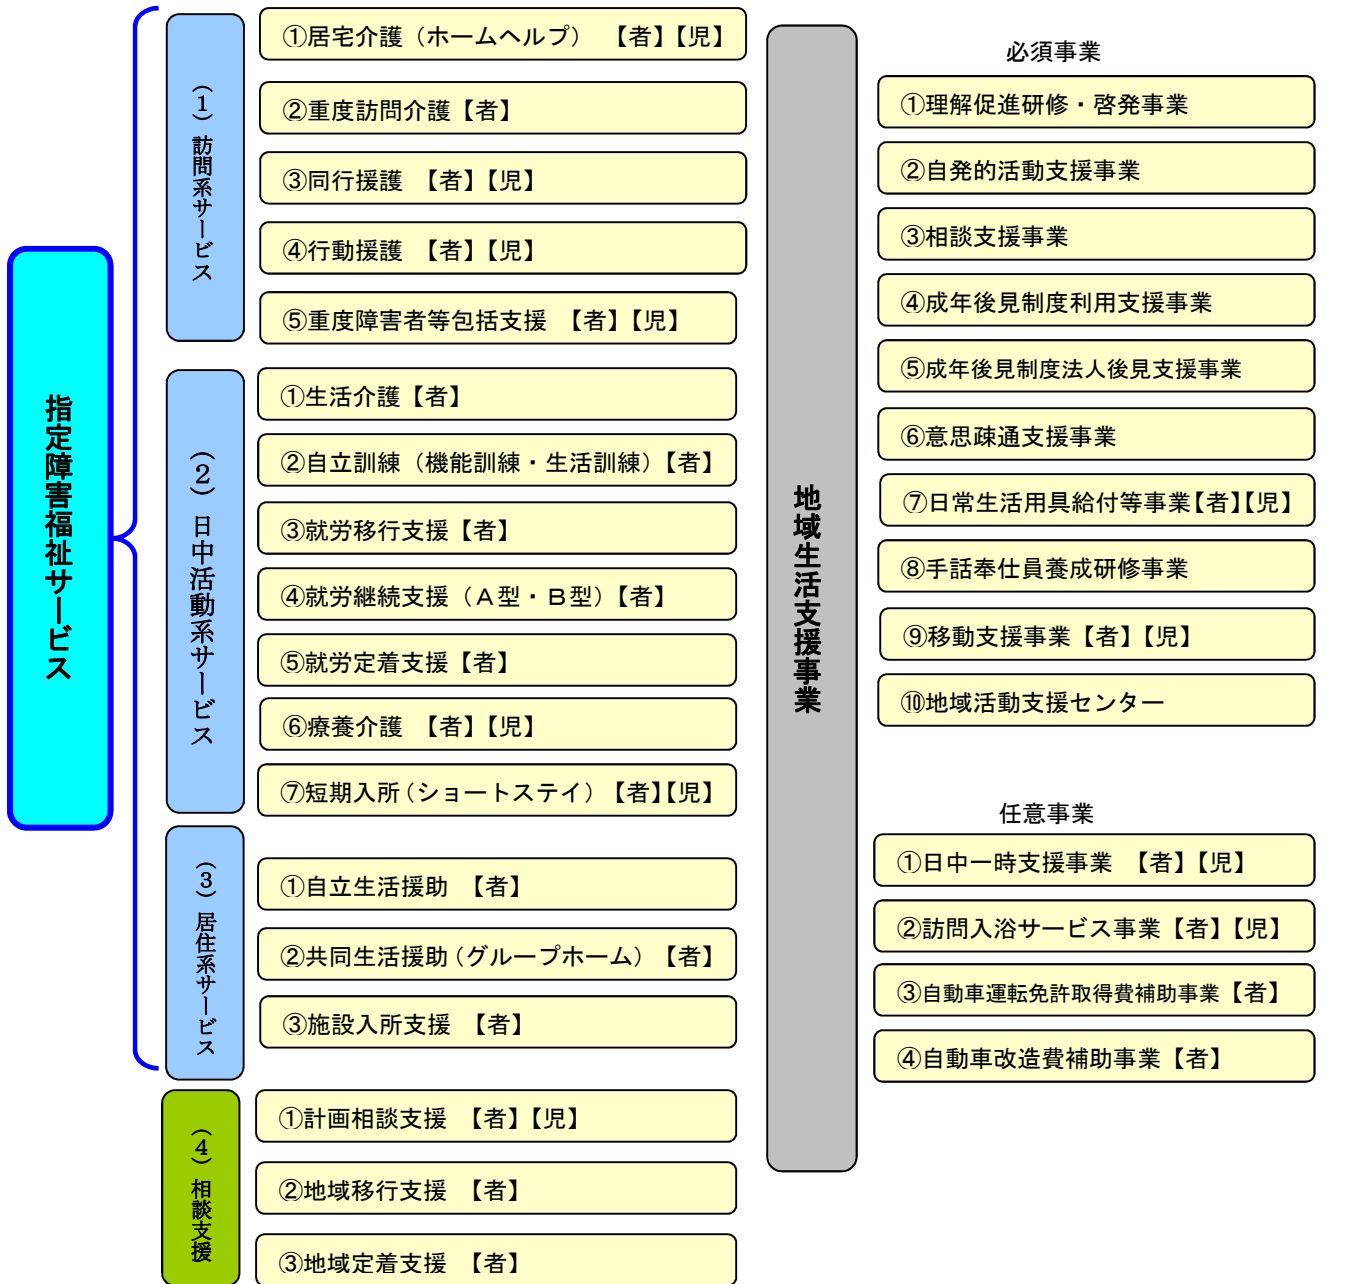 指定障害福祉サービス
（1）訪問系サービス
①居宅介護（ホームヘルプ）　【者】【児】
②重度訪問介護【者】
③同行援護　【者】【児】
④行動援護　【者】【児】
⑤重度障害者等包括支援　【者】【児】
（2）日中活動系サービス
①生活介護【者】
②自立訓練（機能訓練・生活訓練）【者】
③就労移行支援【者】
④就労継続支援（Ａ型・Ｂ型）【者】
⑤就労定着支援【者】
⑥療養介護　【者】【児】
⑦短期入所（ショートステイ）　【者】【児】
（3）居住系サービス
①自立生活援助　【者】
②共同生活援助（グループホーム）　【者】
③施設入所支援　【者】
（4）相談支援
①計画相談支援　【者】【児】
②地域移行支援　【者】
③地域定着支援　【者】
地域生活支援事業
必須事業
①理解促進研修・啓発事業
②自発的活動支援事業
③相談支援事業
④成年後見制度利用支援事業
⑤成年後見制度法人後見支援事業
⑥意思疎通支援事業
⑦日常生活用具給付等事業【者】【児】
⑧手話奉仕員養成研修事業
⑨移動支援事業【者】【児】
⑩地域活動支援センター
任意事業
①日中一時支援事業　【者】【児】
②訪問入浴サービス事業【者】【児】
③自動車運転免許取得費補助事業【者】
④自動車改造費補助事業【者】